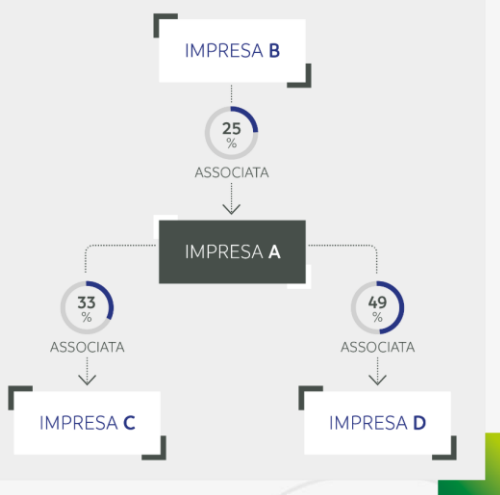 IMPRESA B
25
%
ASSOCIATA
IMPRESA A
33
%
ASSOCIATA
49
%
ASSOCIATA
IMPRESA C
IMPRESA D